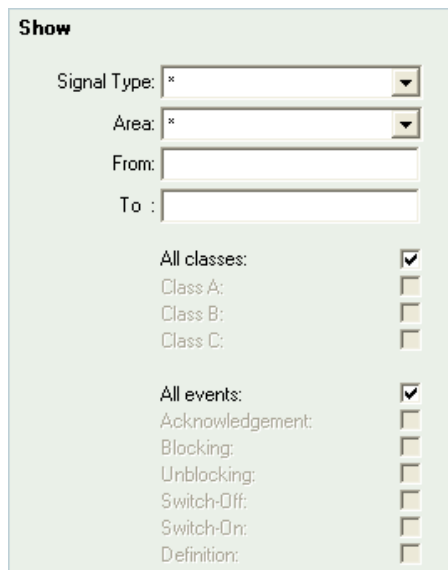 Show
Signal Type: *
Area: *
From:
To :
All classes:
Class A:
Class B:
Class C:
All events:
Acknowledgement:
Blocking:
Unblocking:
Switch-Off:
Switch-On:
Definition: